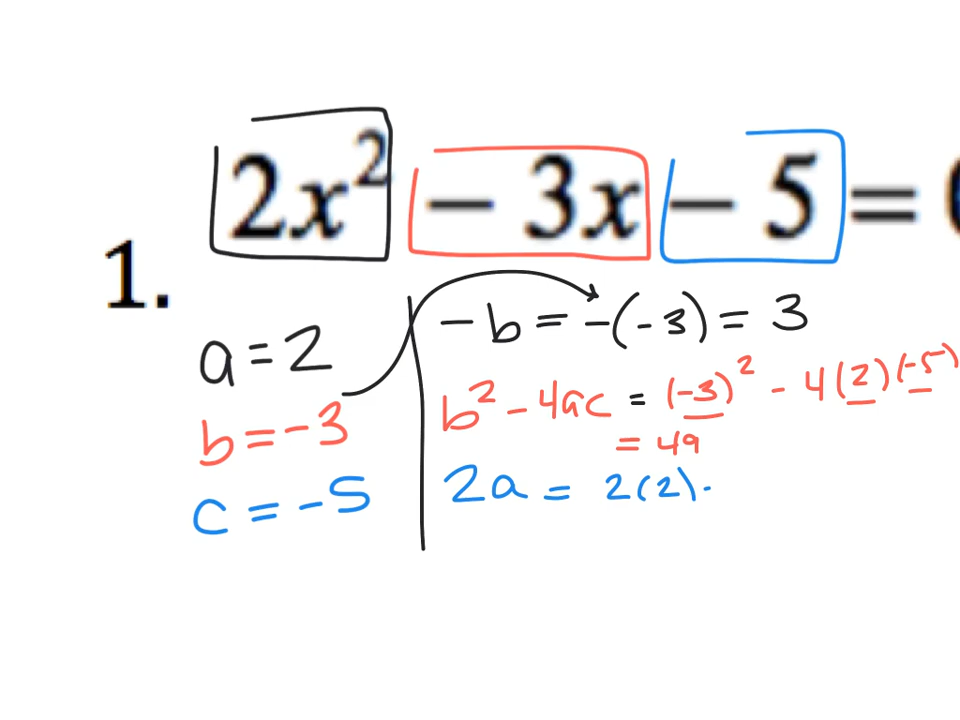 1. 2x² − 3x − 5 =
a = 2
b = -3
c = -5
-b = -(-3) = 3
b² - 4ac = (-3)² - 4(2)(-5)
= 49
2a = 2(2)